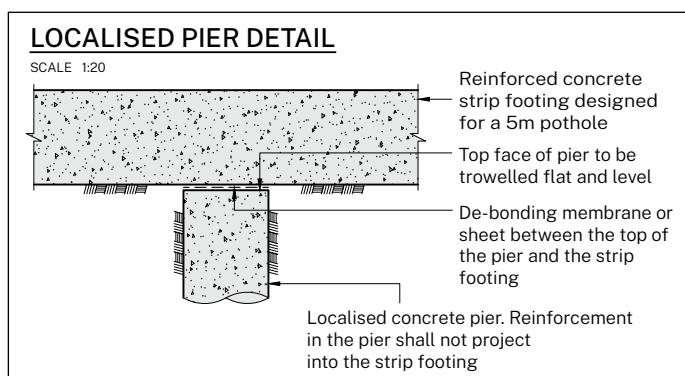 LOCALISED PIER DETAIL
SCALE 1:20
Reinforced concrete
strip footing designed
for a 5m pothole
Top face of pier to be
trowelled flat and level
De-bonding membrane or
sheet between the top of
the pier and the strip
footing
Localised concrete pier. Reinforcement
in the pier shall not project
into the strip footing